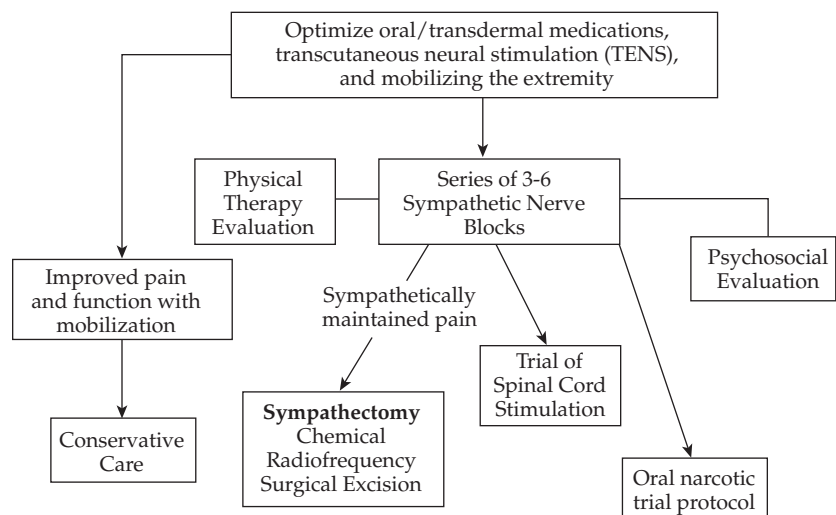 Optimize oral/transdermal medications,
transcutaneous neural stimulation (TENS),
and mobilizing the extremity
Physical
Therapy
Evaluation
Series of 3-6
Sympathetic Nerve
Blocks
Psychosocial
Evaluation
Improved pain
and function with
mobilization
Sympathetically
maintained pain
Trial of
Spinal Cord
Stimulation
Conservative
Care
Sympathectomy
Chemical
Radiofrequency
Surgical Excision
Oral narcotic
trial protocol